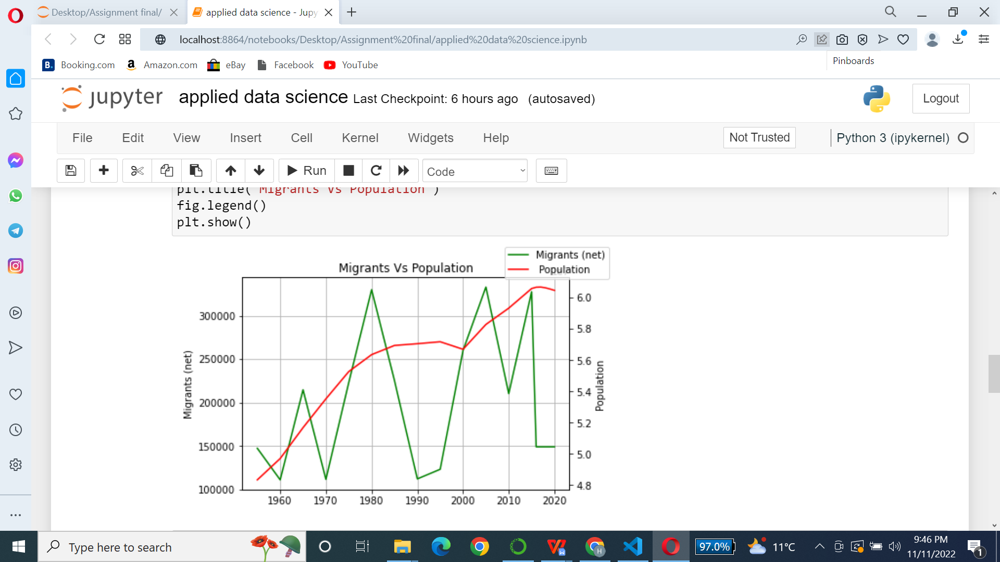 Desktop/Assignment final/
applied data science - Jupy
localhost:8864/notebooks/Desktop/Assignment%20final/applied%20data%20science.ipynb
B. Booking.com
a Amazon.com
eBay
Facebook
YouTube
Pinboards
jupyter applied data science Last Checkpoint: 6 hours ago (autosaved)
Logout
File Edit View Insert Cell Kernel Widgets Help
Not Trusted
Python 3 (ipykernel)
Run
Code
plt.title('Migrants Vs Population')
fig.legend()
plt.show()
Migrants (net)
Population
Migrants Vs Population
300000
250000
200000
150000
100000
Migrants (net)
6.0
5.8
5.6
5.4
5.2
5.0
4.8
Population
1960 1970 1980 1990 2000 2010 2020
Type here to search
H
97.0%
11°C
9:46 PM
11/11/2022
1